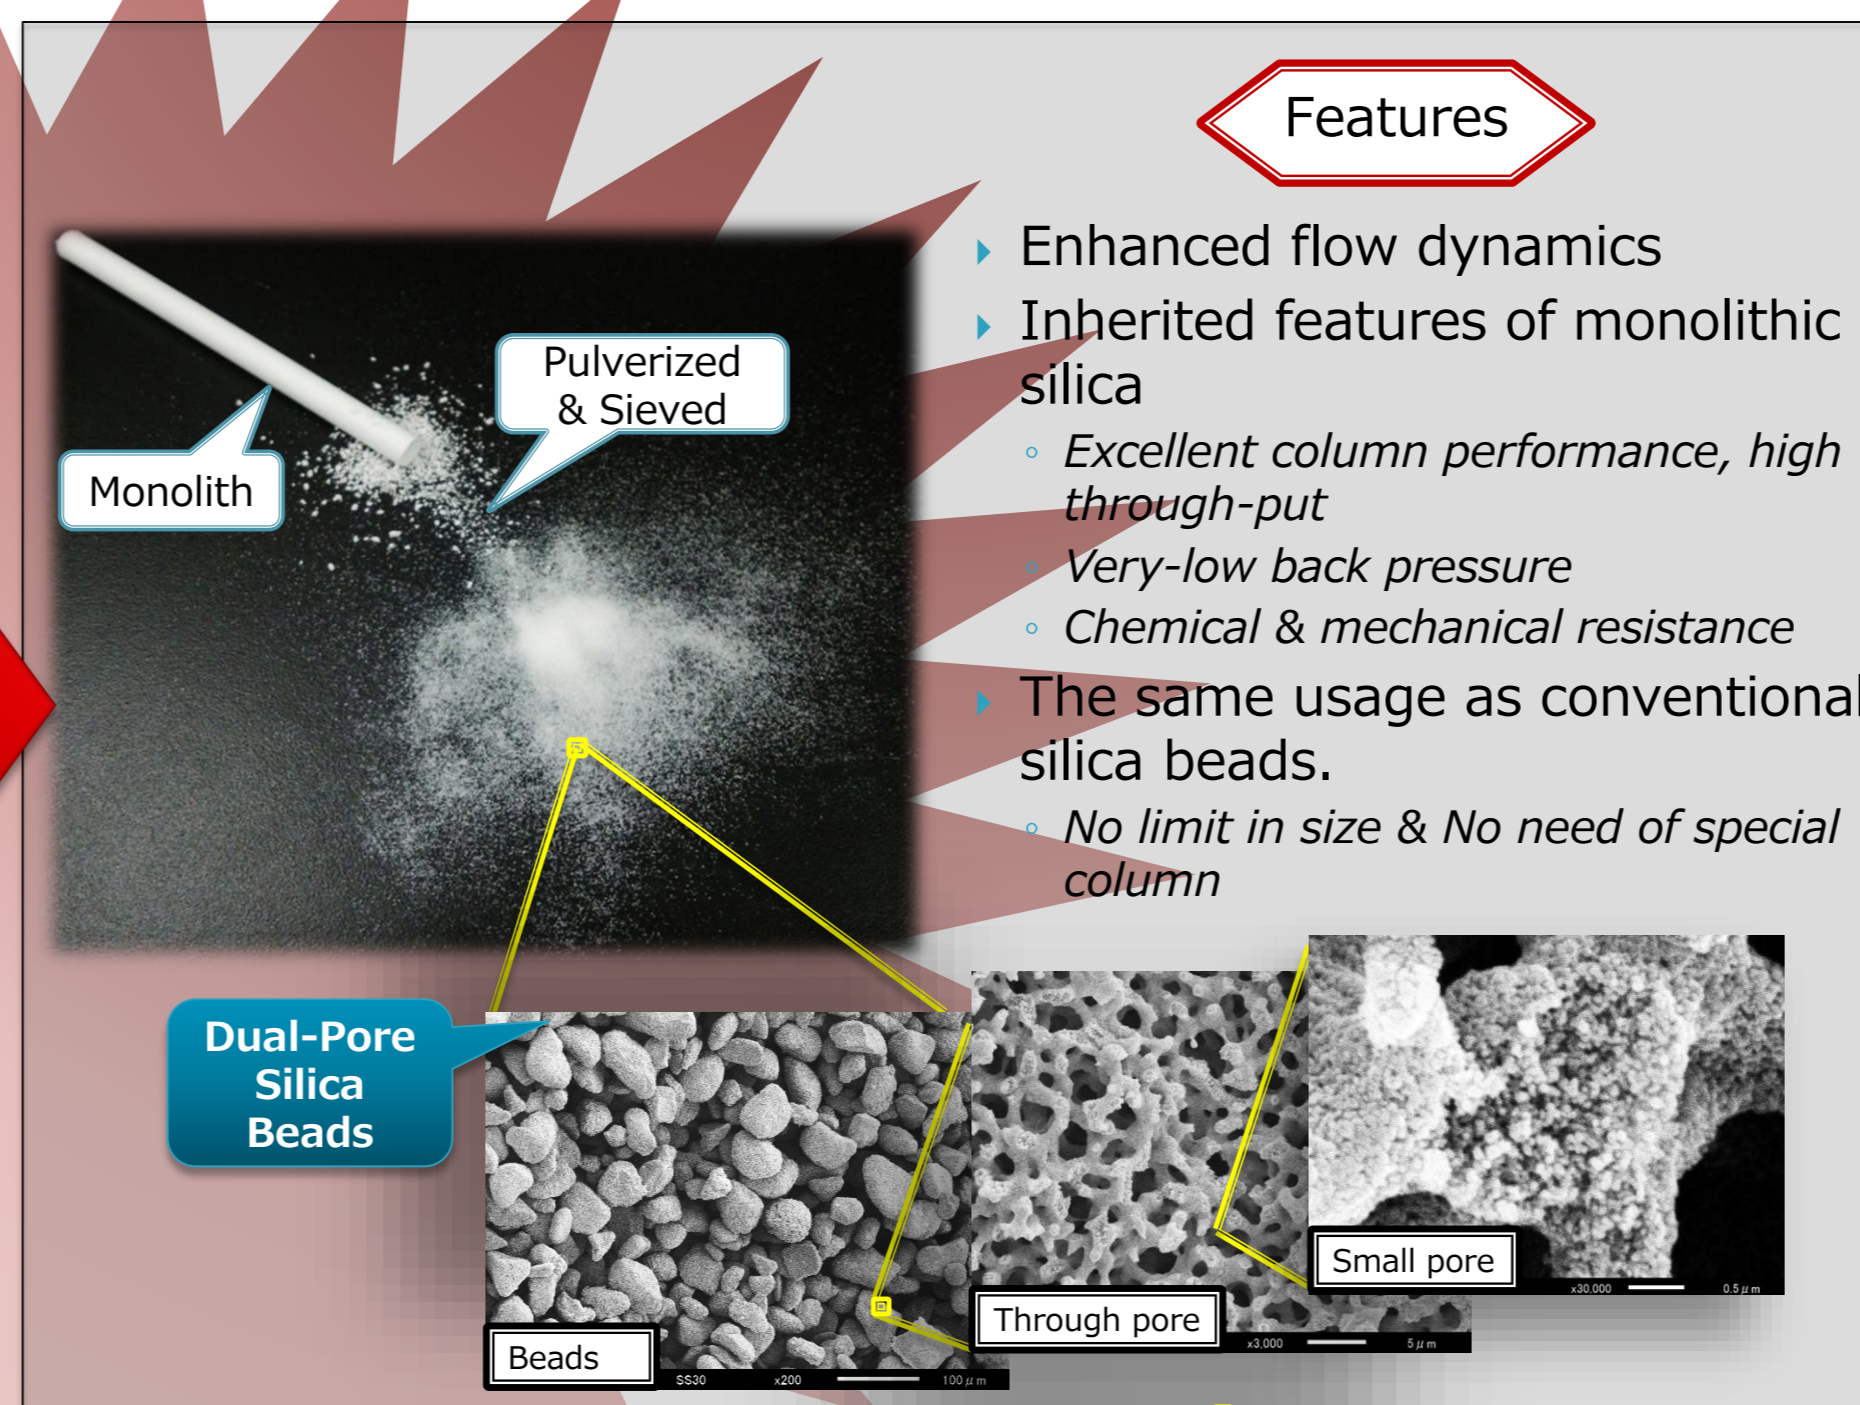 Features
Enhanced flow dynamics
Inherited features of monolithic
silica
Excellent column performance, high
through-put
Very-low back pressure
Chemical & mechanical resistance
The same usage as conventional
silica beads.
No limit in size & No need of special
column
Pulverized
& Sieved
Monolith
Dual-Pore
Silica
Beads
Beads
SS30 x200 100 μm
Through pore
x3,000 5 μm
Small pore
x30,000 0.5 μm